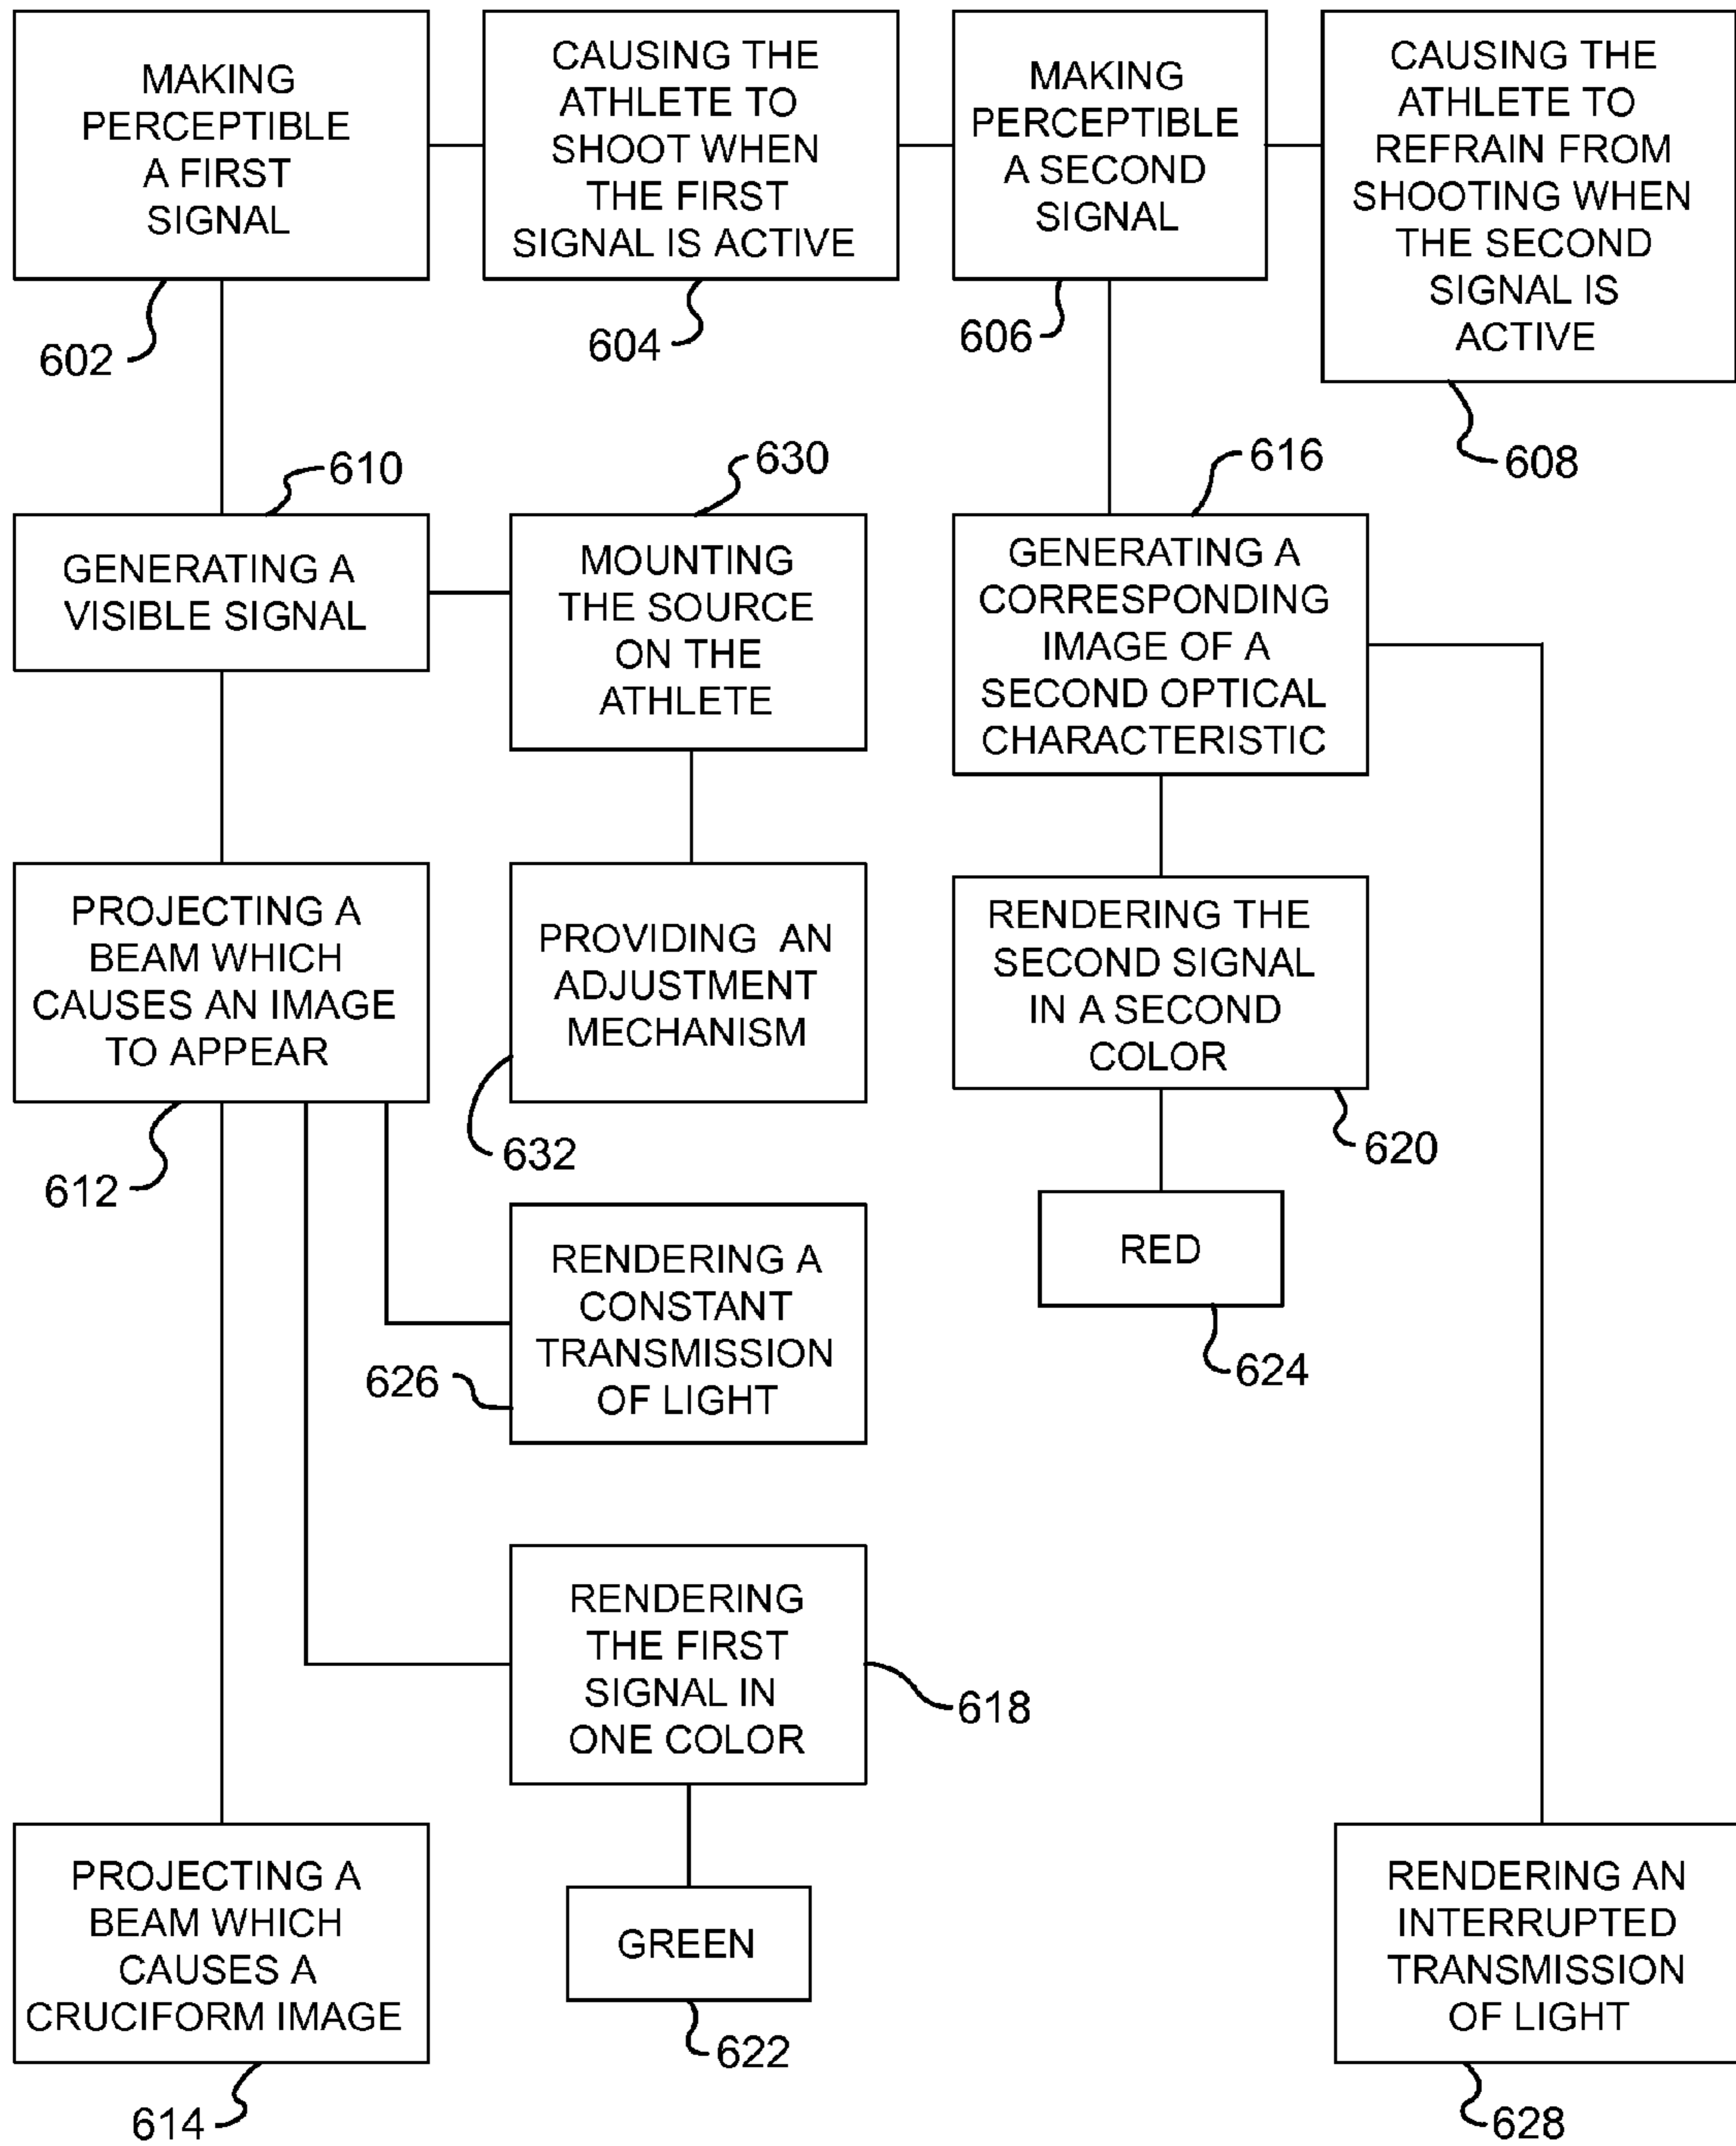 MAKING
PERCEPTIBLE
A FIRST
SIGNAL
602
CAUSING THE
ATHLETE TO
SHOOT WHEN
THE FIRST
SIGNAL IS ACTIVE
604
MAKING
PERCEPTIBLE
A SECOND
SIGNAL
606
CAUSING THE
ATHLETE TO
REFRAIN FROM
SHOOTING WHEN
THE SECOND
SIGNAL IS
ACTIVE
608
610
GENERATING A
VISIBLE SIGNAL
630
MOUNTING
THE SOURCE
ON THE
ATHLETE
616
GENERATING A
CORRESPONDING
IMAGE OF A
SECOND OPTICAL
CHARACTERISTIC
PROJECTING A
BEAM WHICH
CAUSES AN IMAGE
TO APPEAR
612
PROVIDING AN
ADJUSTMENT
MECHANISM
632
RENDERING THE
SECOND SIGNAL
IN A SECOND
COLOR
620
RED
624
RENDERING A
CONSTANT
TRANSMISSION
OF LIGHT
626
RENDERING
THE FIRST
SIGNAL IN
ONE COLOR
618
GREEN
622
PROJECTING A
BEAM WHICH
CAUSES A
CRUCIFORM IMAGE
614
RENDERING AN
INTERRUPTED
TRANSMISSION
OF LIGHT
628